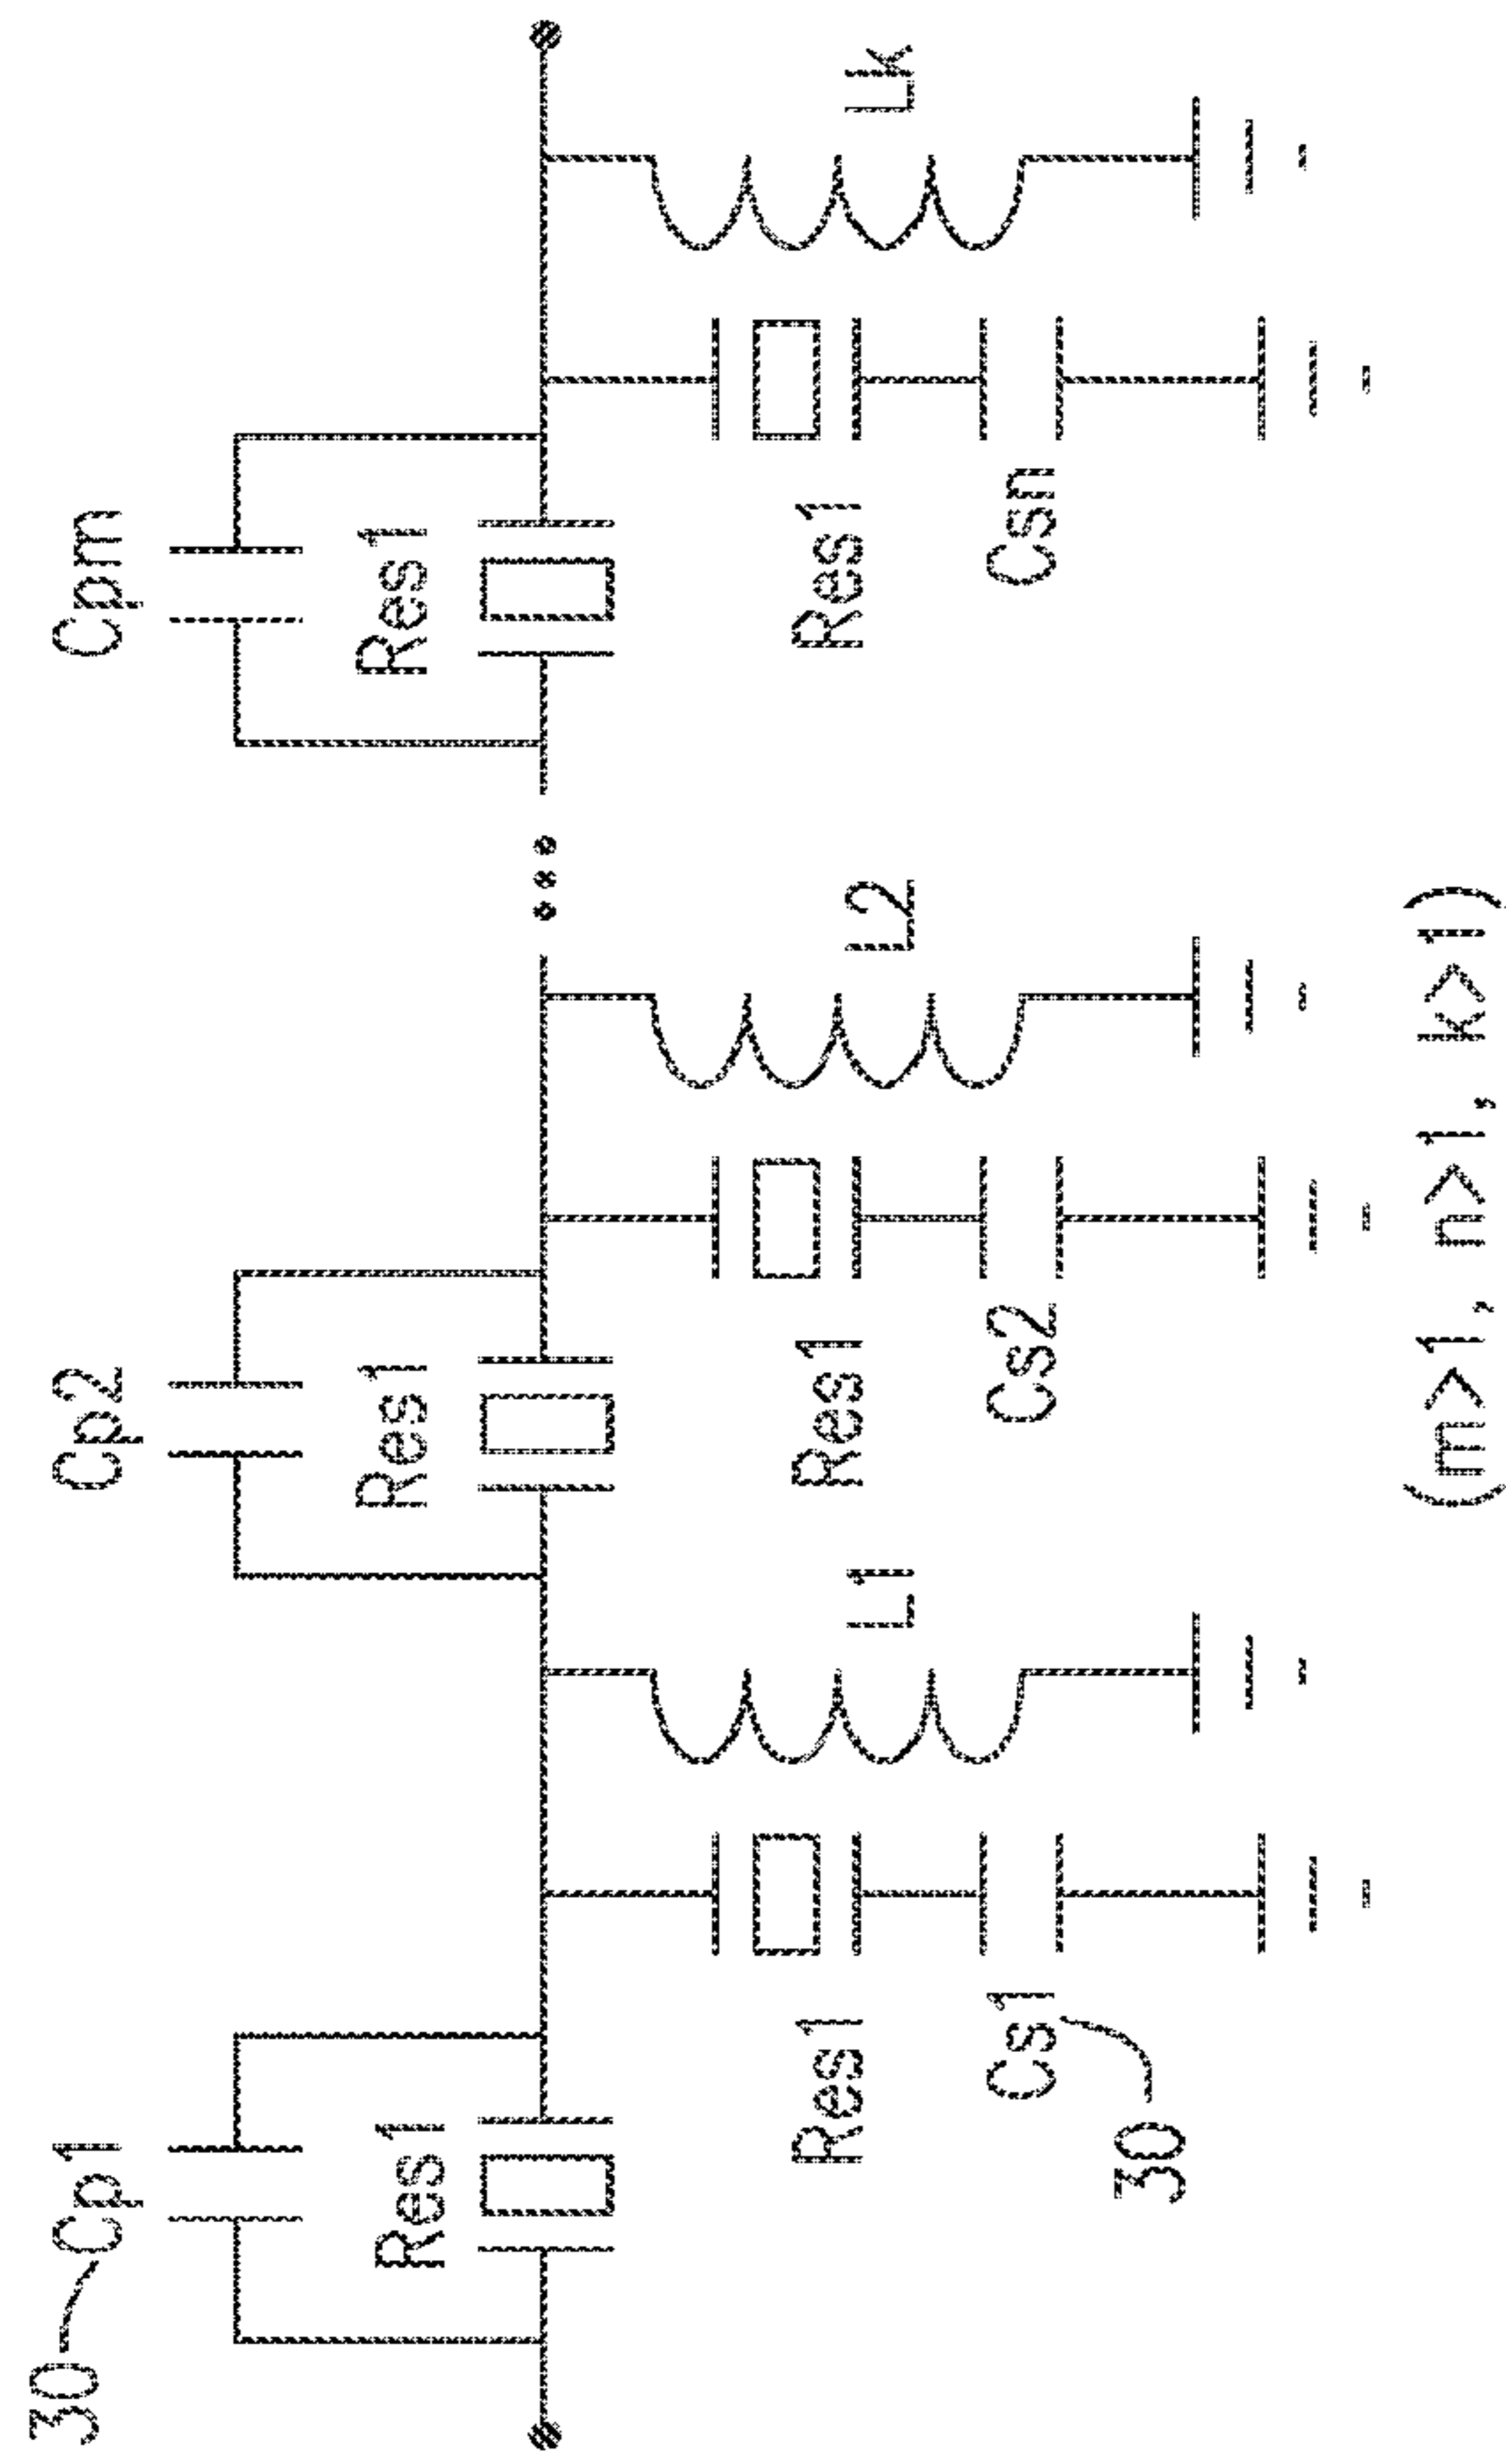 30
Cp1
Cp2
Cpm
Res1
Res1
Res1
Res1
L1
Res1
L2
Res1
Lk
Cs1
Cs2
Csn
30
(m>1, n>1, k>1)